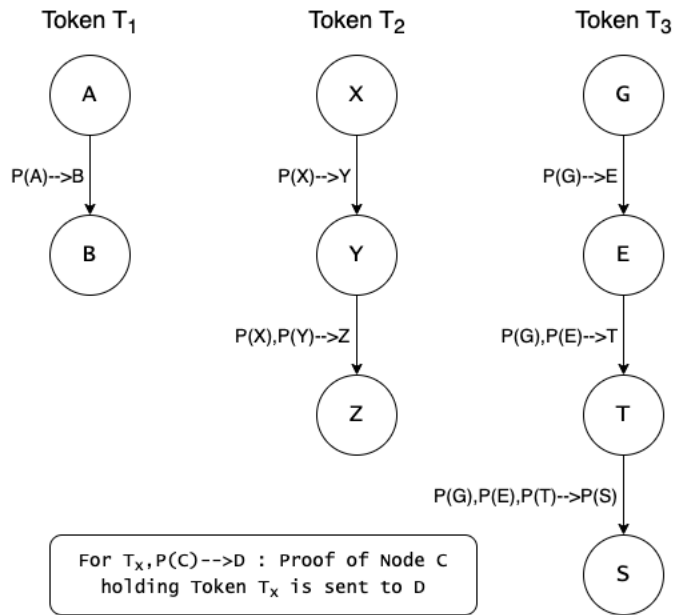 Token T₁
Token T₂
Token T₃
A
X
G
P(A)-->B
P(X)-->Y
P(G)-->E
B
Y
E
P(X),P(Y)-->Z
P(G),P(E)-->T
Z
T
P(G),P(E),P(T)-->P(S)
For Tₓ,P(C)-->D : Proof of Node C
holding Token Tₓ is sent to D
S